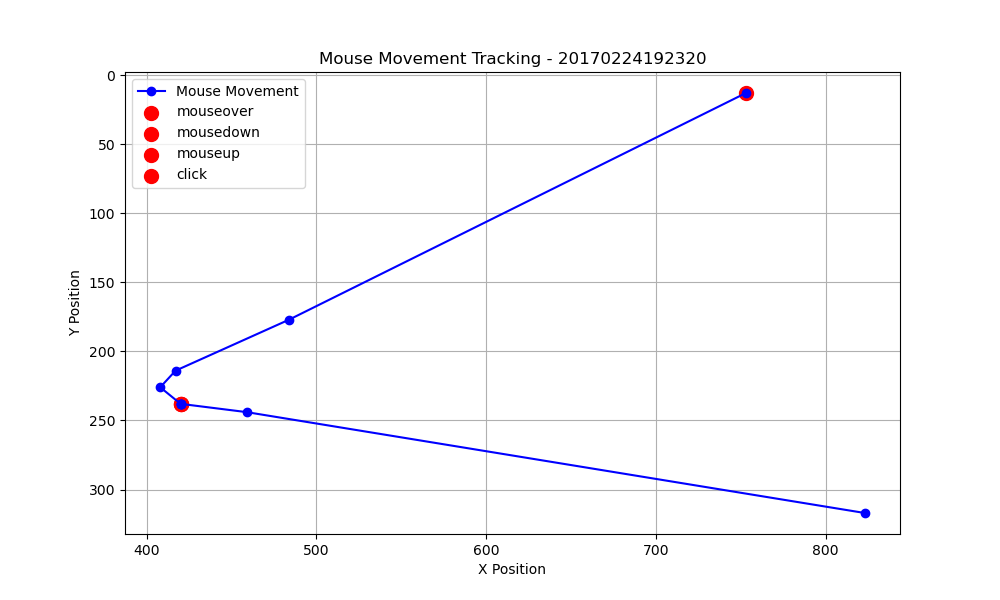 Mouse Movement Tracking - 20170224192320
Mouse Movement
mouseover
mousedown
mouseup
click
0
50
100
150
200
250
300
Y Position
400
500
600
700
800
X Position